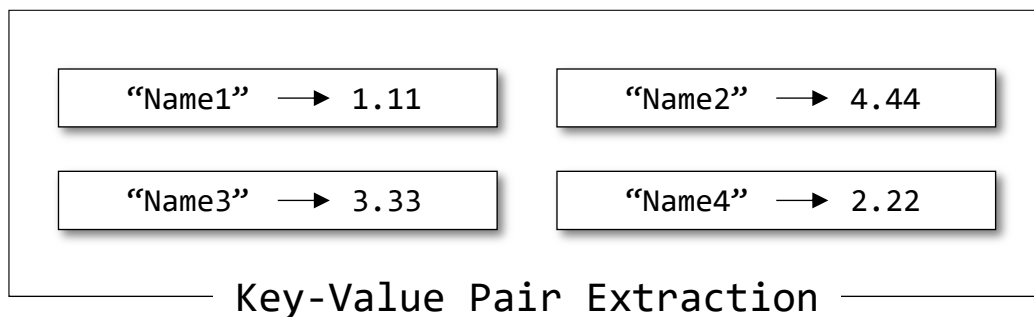 “Name1” → 1.11
“Name2” → 4.44
“Name3” → 3.33
“Name4” → 2.22
Key-Value Pair Extraction